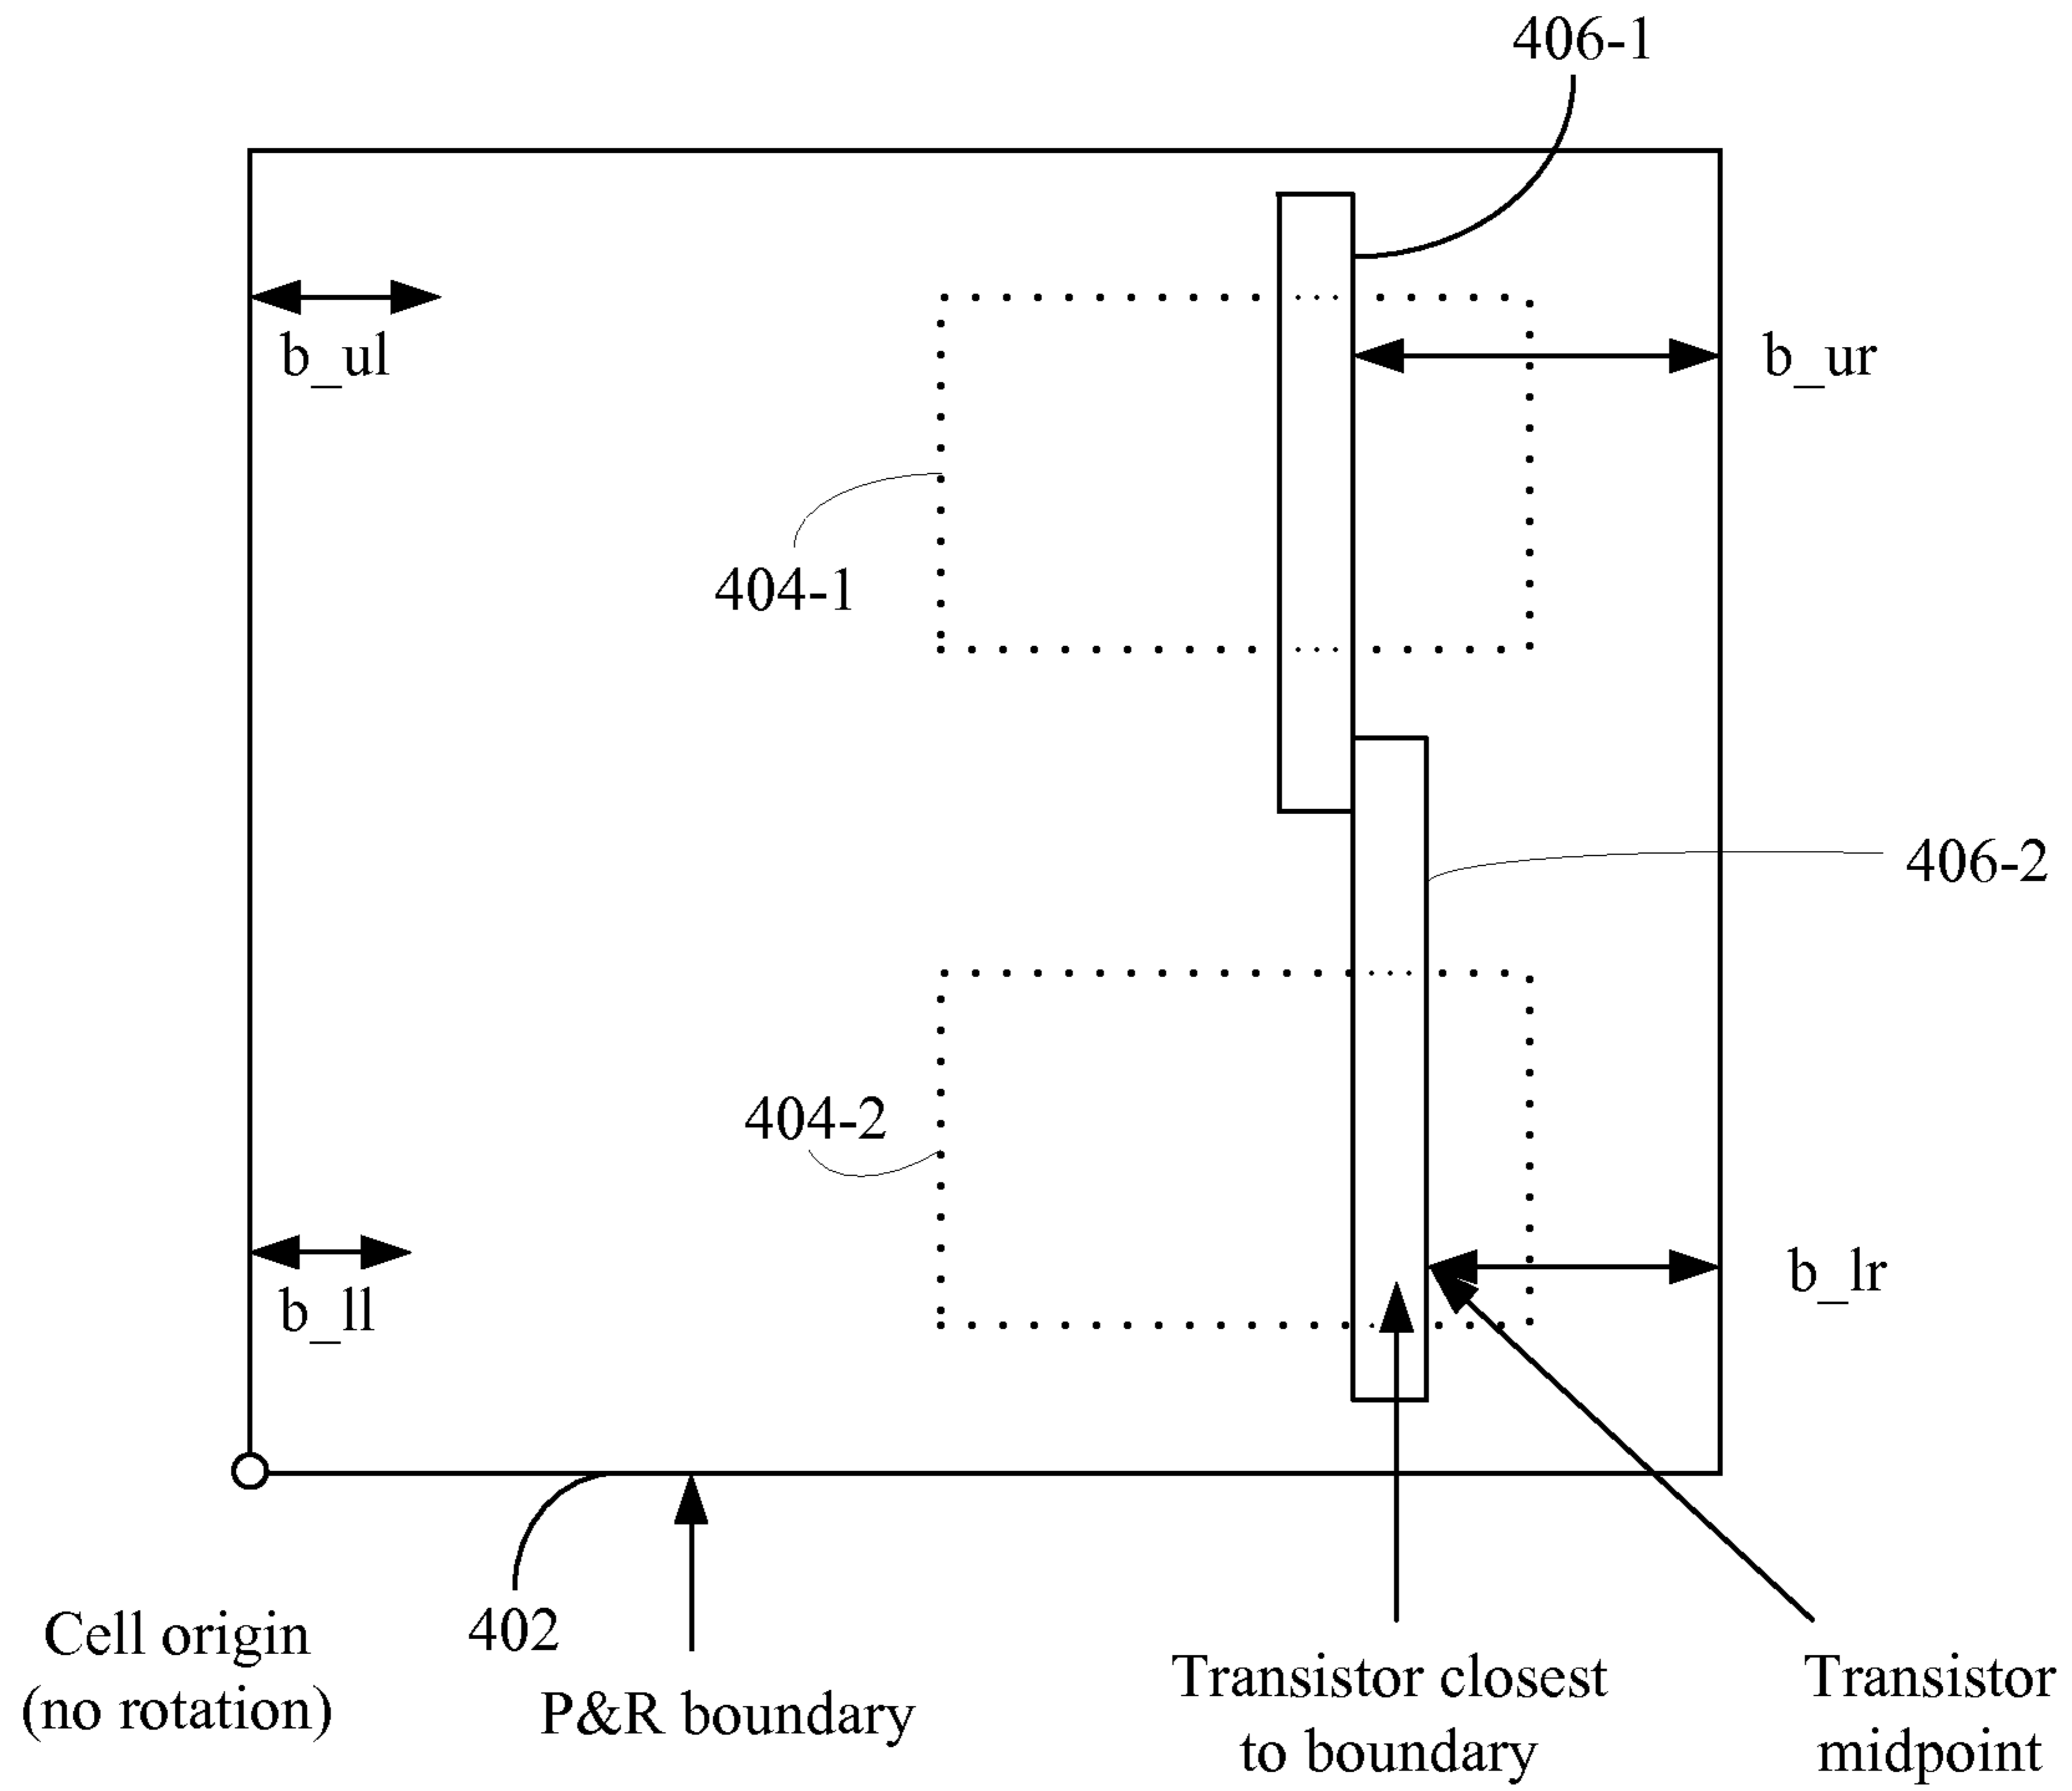 406-1
b_ul
b_ur
404-1
406-2
404-2
b_ll
b_lr
Cell origin
(no rotation)
402
P&R boundary
Transistor closest
to boundary
Transistor
midpoint